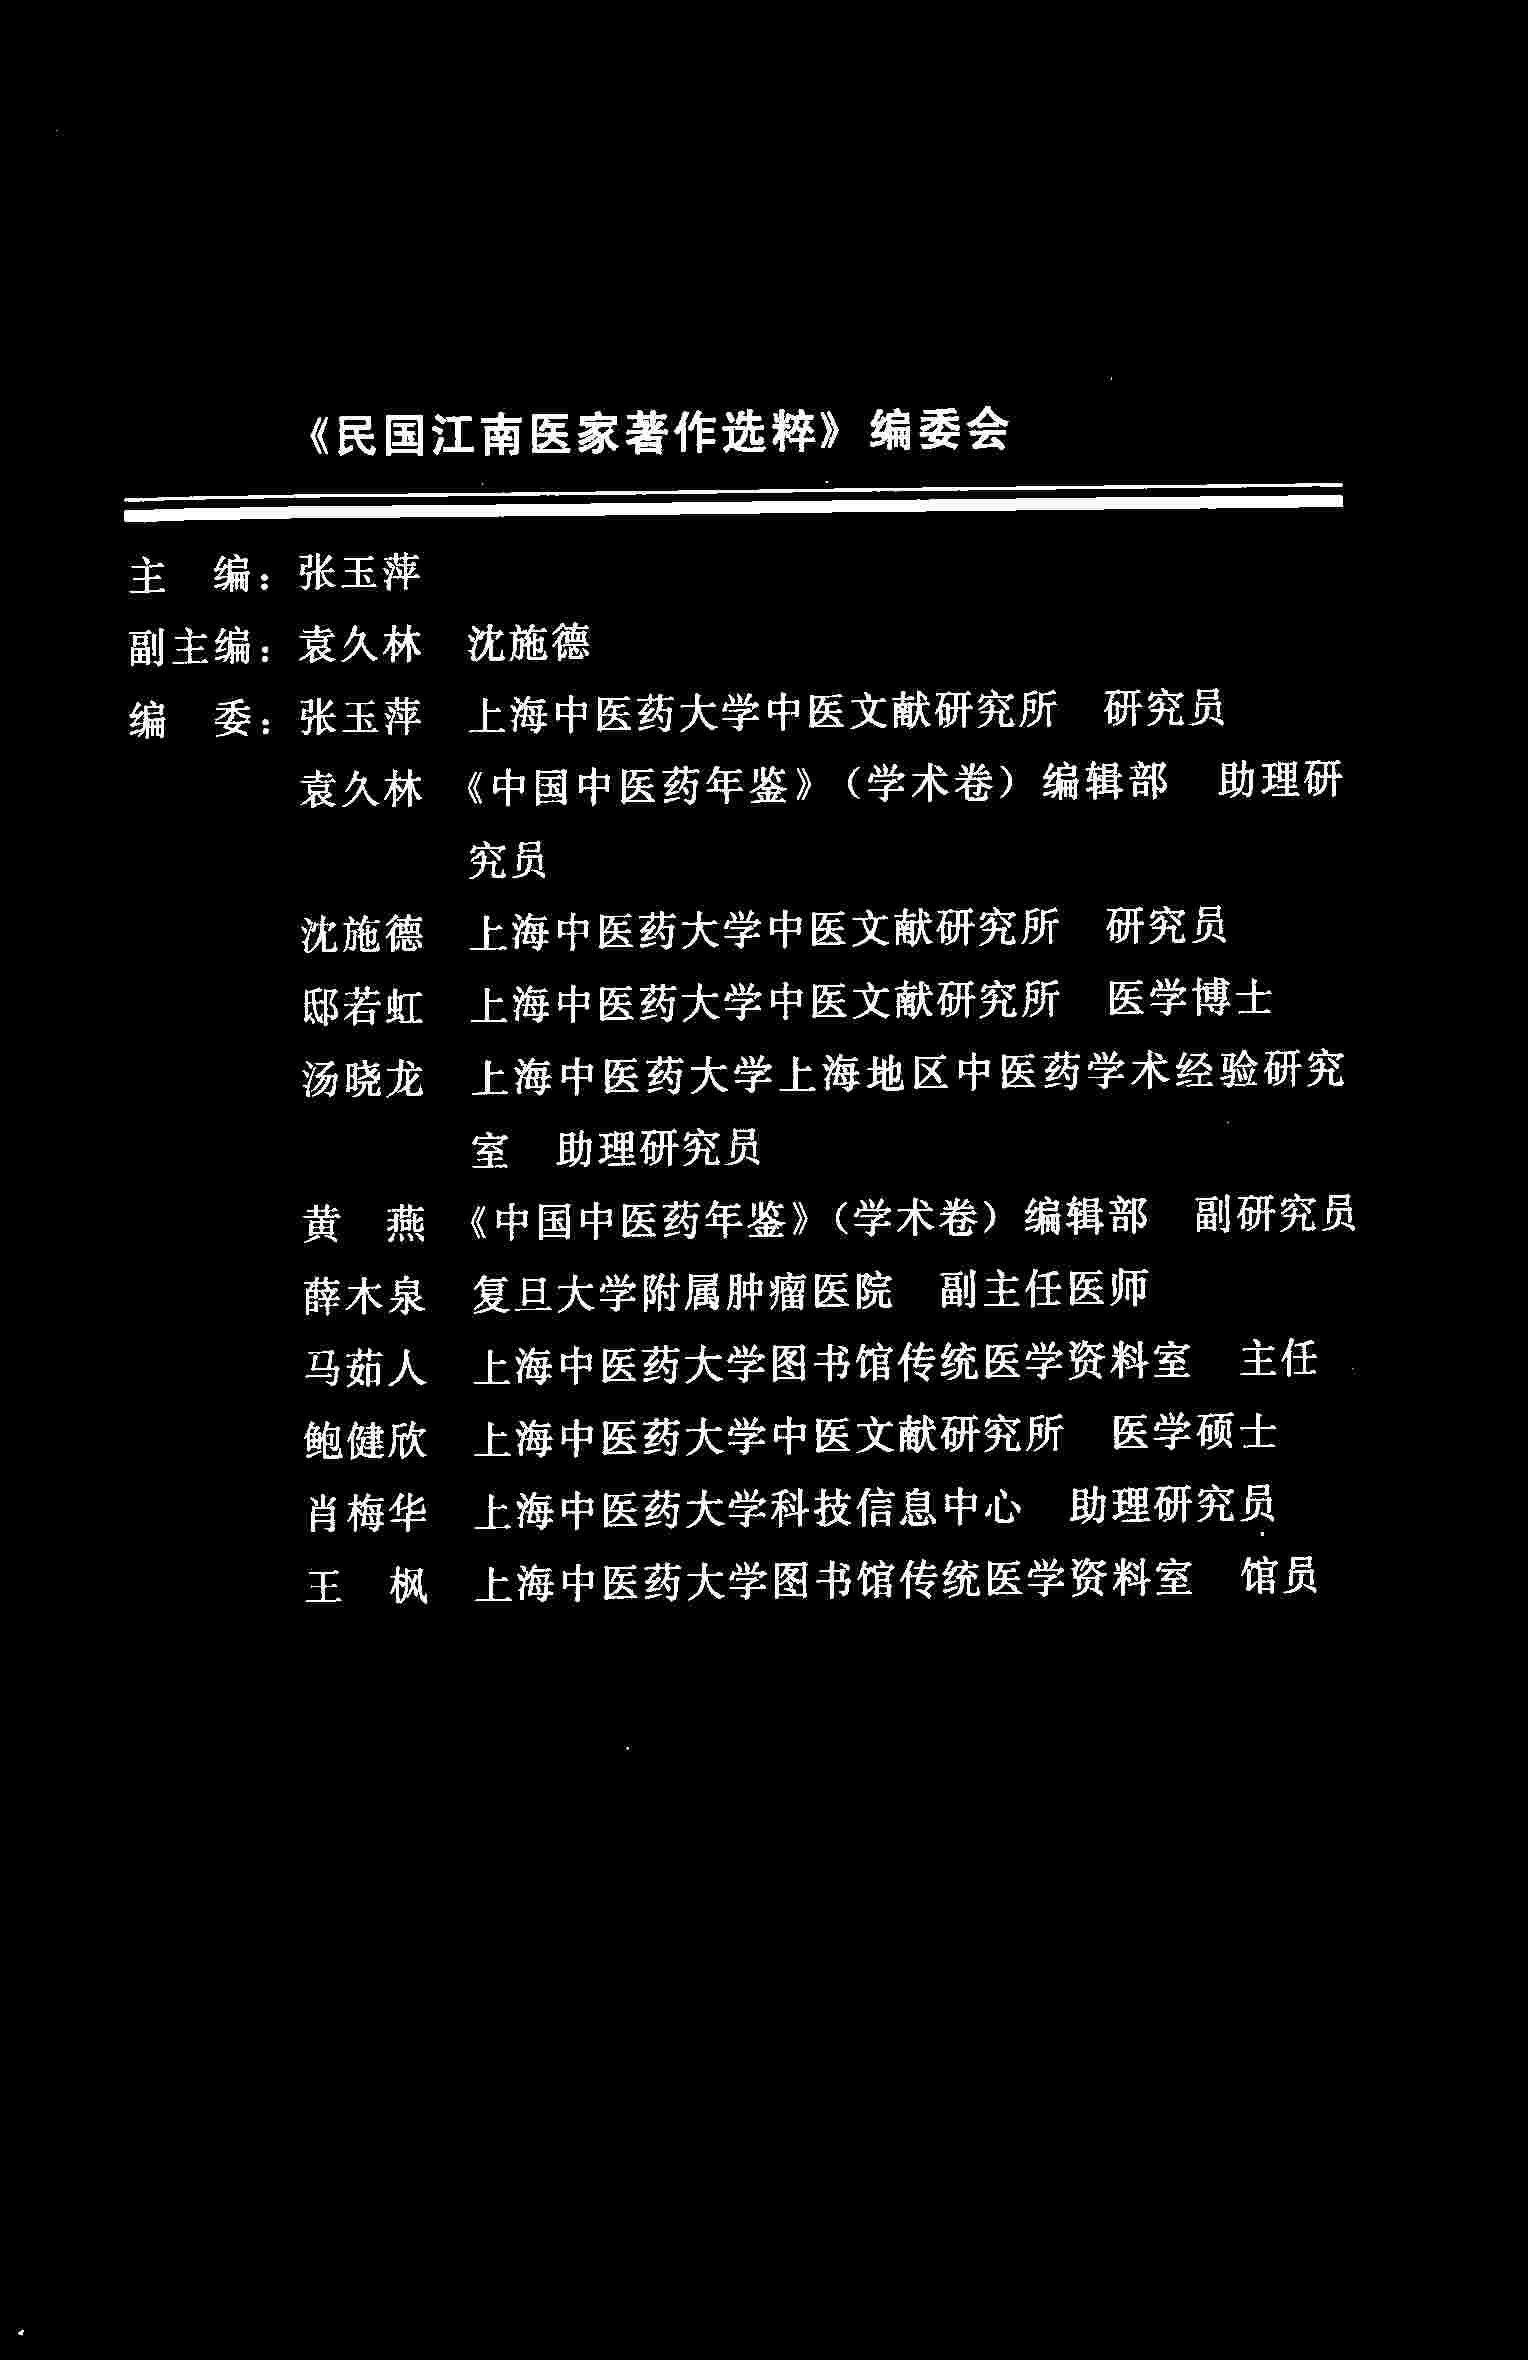 《民国江南医家著作选粹》编委会
主　编：张玉萍
副主编：袁久林　沈施德
编　委：张玉萍　上海中医药大学中医文献研究所　研究员
袁久林　《中国中医药年鉴》（学术卷）编辑部　助理研
究员
沈施德　上海中医药大学中医文献研究所　研究员
邸若虹　上海中医药大学中医文献研究所　医学博士
汤晓龙　上海中医药大学上海地区中医药学术经验研究
室　助理研究员
黄　燕　《中国中医药年鉴》（学术卷）编辑部　副研究员
薛木泉　复旦大学附属肿瘤医院　副主任医师
马茹人　上海中医药大学图书馆传统医学资料室　主任
鲍健欣　上海中医药大学中医文献研究所　医学硕士
肖梅华　上海中医药大学科技信息中心　助理研究员
王　枫　上海中医药大学图书馆传统医学资料室　馆员